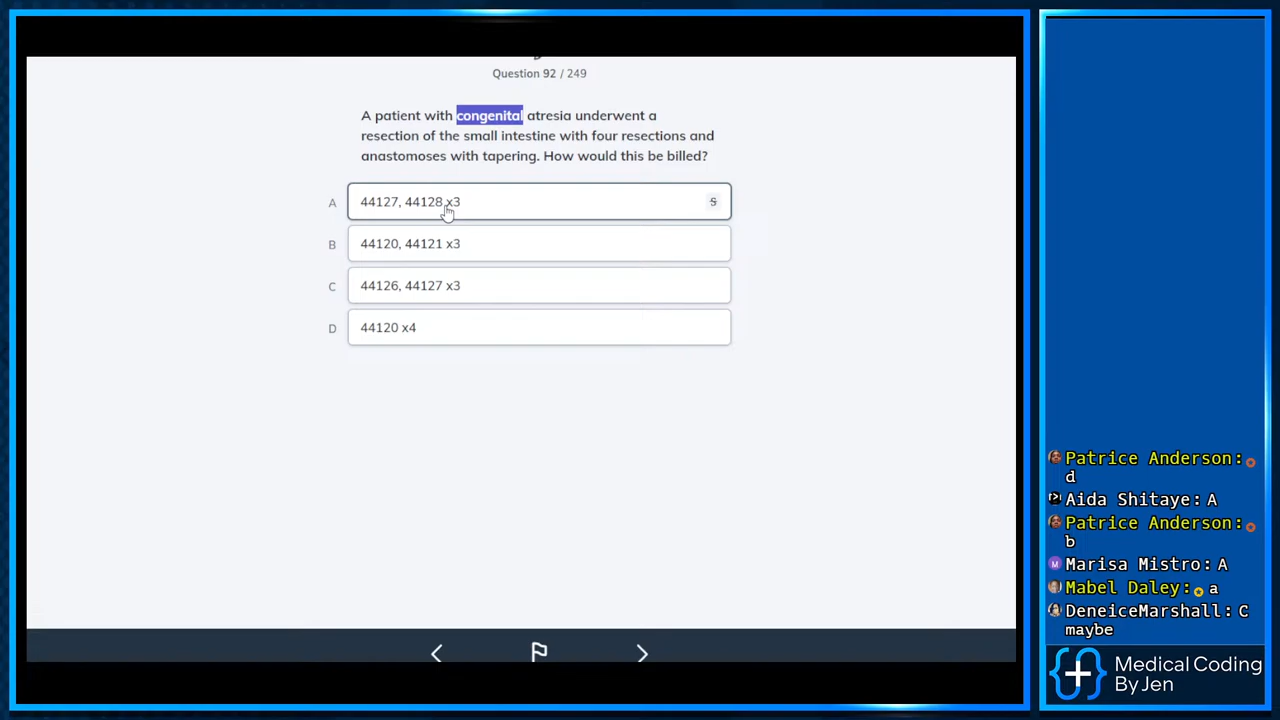 Question 92 / 249
A patient with congenital atresia underwent a
resection of the small intestine with four resections and
anastomoses with tapering. How would this be billed?
A
44127, 44128 x3
S
B
44120, 44121 x3
C
44126, 44127 x3
D
44120 x4
Patrice Anderson:
d
Aida Shitaye: A
Patrice Anderson:
b
M
Marisa Mistro: A
Mabel Daley: a
DeneiceMarshall: C
maybe
Medical Coding
By Jen